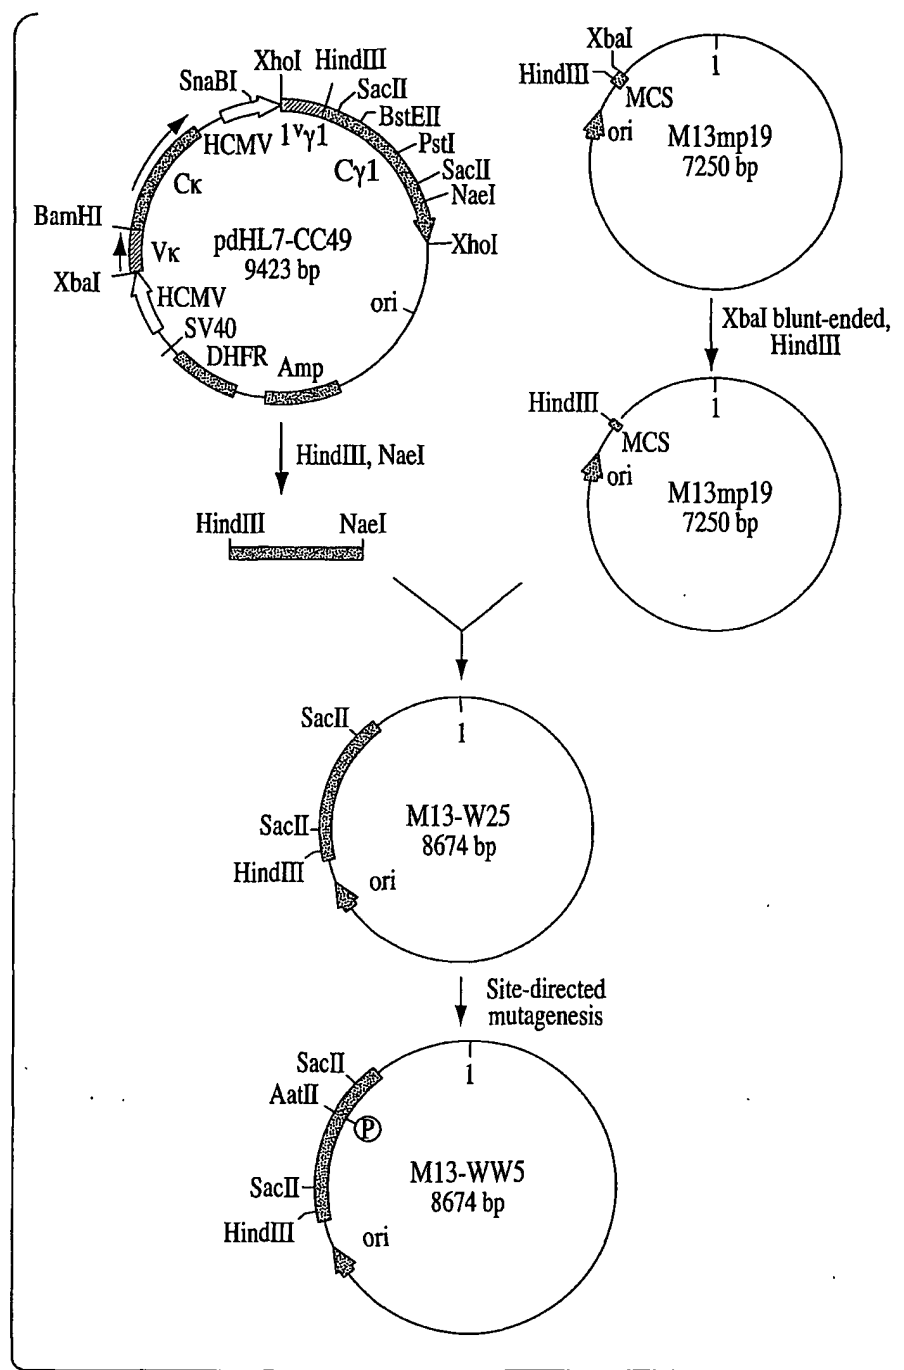 XhoI
HindIII
SnaBI
SacII
BstEII
HCMV
1Vγ1
PstI
Cγ1
SacII
Cκ
NaeI
BamHI
Vκ
pdHL7-CC49
9423 bp
XhoI
XbaI
HCMV
ori
SV40
DHFR
Amp
HindIII, NaeI
HindIII
NaeI
XbaI
HindIII
1
MCS
ori
M13mp19
7250 bp
XbaI blunt-ended,
HindIII
HindIII
1
MCS
ori
M13mp19
7250 bp
SacII
1
M13-W25
8674 bp
SacII
HindIII
ori
Site-directed
mutagenesis
SacII
1
AatII
P
M13-WW5
8674 bp
SacII
HindIII
ori